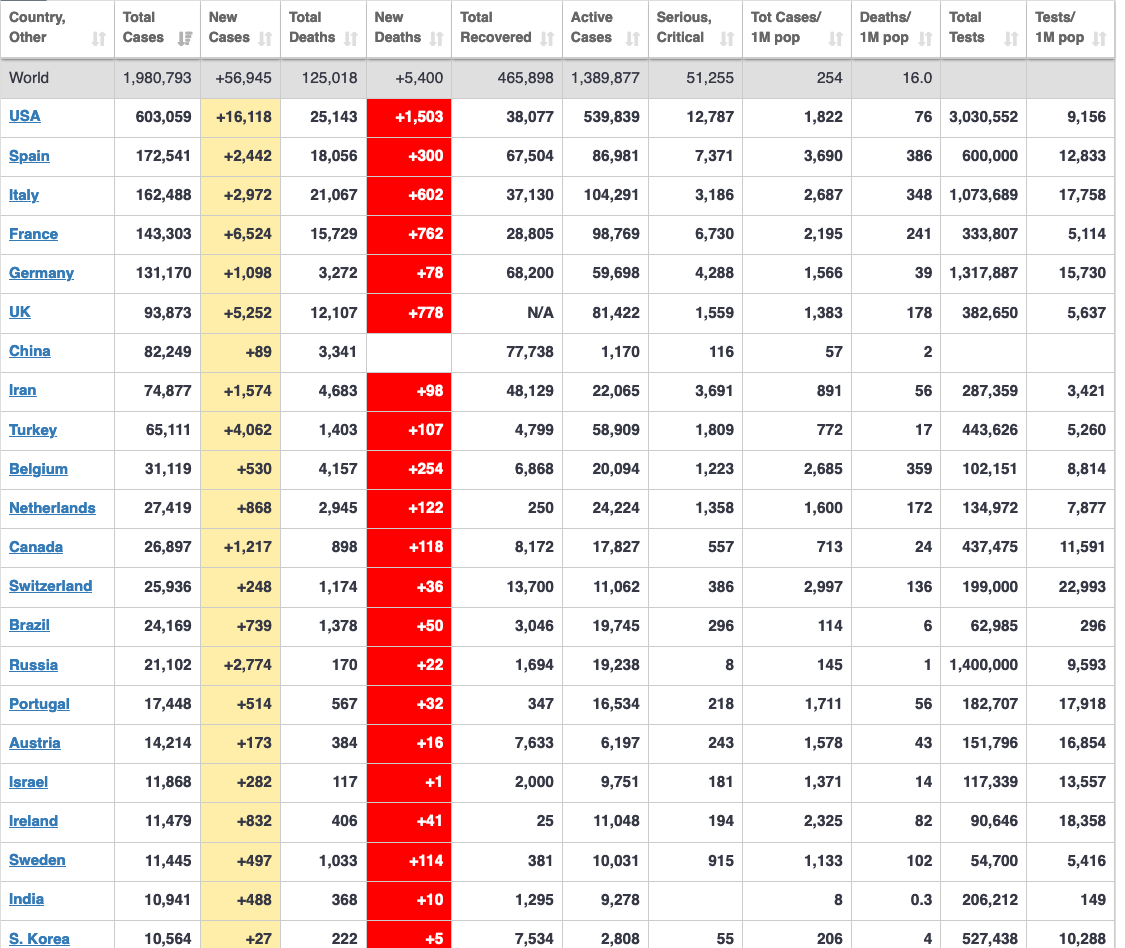 Country, Other Total Cases New Cases Total Deaths New Deaths Total Recovered Active Cases Serious, Critical Tot Cases/ 1M pop Deaths/ 1M pop Total Tests Tests/ 1M pop
World 1,980,793 +56,945 125,018 +5,400 465,898 1,389,877 51,255 254 16.0
USA 603,059 +16,118 25,143 +1,503 38,077 539,839 12,787 1,822 76 3,030,552 9,156
Spain 172,541 +2,442 18,056 +300 67,504 86,981 7,371 3,690 386 600,000 12,833
Italy 162,488 +2,972 21,067 +602 37,130 104,291 3,186 2,687 348 1,073,689 17,758
France 143,303 +6,524 15,729 +762 28,805 98,769 6,730 2,195 241 333,807 5,114
Germany 131,170 +1,098 3,272 +78 68,200 59,698 4,288 1,566 39 1,317,887 15,730
UK 93,873 +5,252 12,107 +778 N/A 81,422 1,559 1,383 178 382,650 5,637
China 82,249 +89 3,341 77,738 1,170 116 57 2
Iran 74,877 +1,574 4,683 +98 48,129 22,065 3,691 891 56 287,359 3,421
Turkey 65,111 +4,062 1,403 +107 4,799 58,909 1,809 772 17 443,626 5,260
Belgium 31,119 +530 4,157 +254 6,868 20,094 1,223 2,685 359 102,151 8,814
Netherlands 27,419 +868 2,945 +122 250 24,224 1,358 1,600 172 134,972 7,877
Canada 26,897 +1,217 898 +118 8,172 17,827 557 713 24 437,475 11,591
Switzerland 25,936 +248 1,174 +36 13,700 11,062 386 2,997 136 199,000 22,993
Brazil 24,169 +739 1,378 +50 3,046 19,745 296 114 6 62,985 296
Russia 21,102 +2,774 170 +22 1,694 19,238 8 145 1 1,400,000 9,593
Portugal 17,448 +514 567 +32 347 16,534 218 1,711 56 182,707 17,918
Austria 14,214 +173 384 +16 7,633 6,197 243 1,578 43 151,796 16,854
Israel 11,868 +282 117 +1 2,000 9,751 181 1,371 14 117,339 13,557
Ireland 11,479 +832 406 +41 25 11,048 194 2,325 82 90,646 18,358
Sweden 11,445 +497 1,033 +114 381 10,031 915 1,133 102 54,700 5,416
India 10,941 +488 368 +10 1,295 9,278 8 0.3 206,212 149
S. Korea 10,564 +27 222 +5 7,534 2,808 55 206 4 527,438 10,288